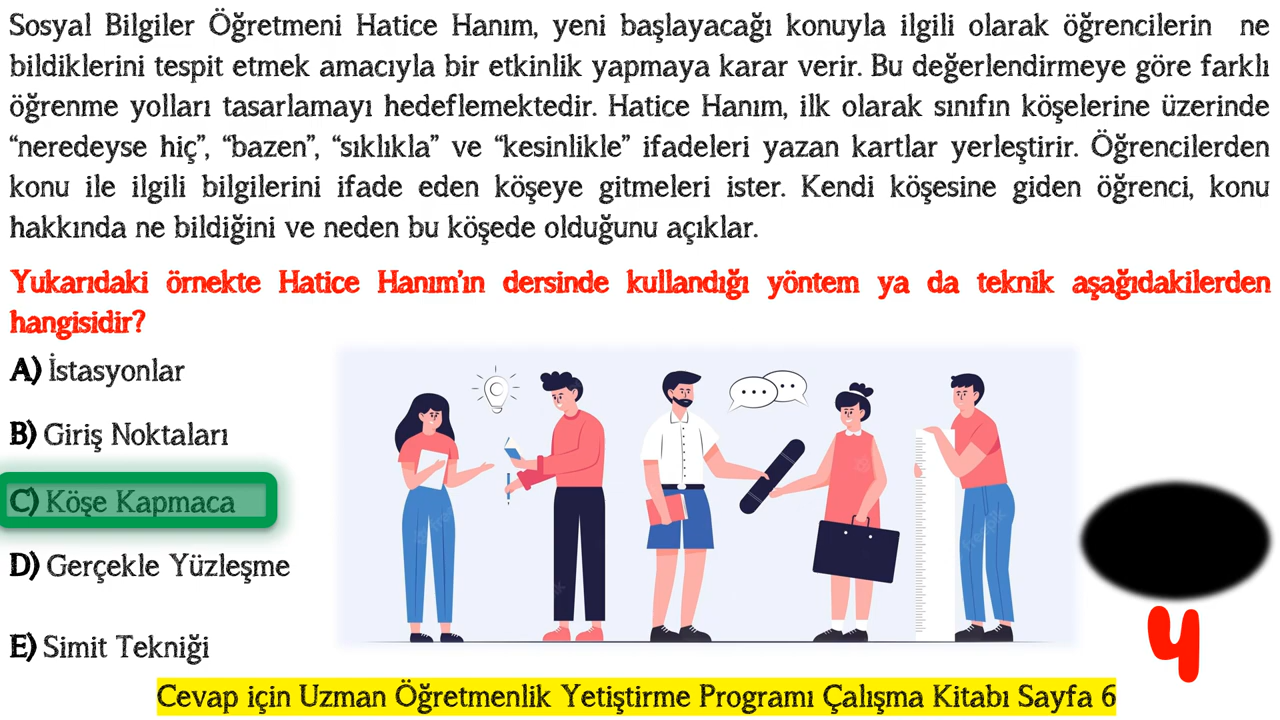 Sosyal Bilgiler Öğretmeni Hatice Hanım, yeni başlayacağı konuyla ilgili olarak öğrencilerin ne
bildiklerini tespit etmek amacıyla bir etkinlik yapmaya karar verir. Bu değerlendirmeye göre farklı
öğrenme yolları tasarlamayı hedeflemektedir. Hatice Hanım, ilk olarak sınıfın köşelerine üzerinde
“neredeyse hiç”, “bazen”, “sıklıkla” ve “kesinlikle” ifadeleri yazan kartlar yerleştirir. Öğrencilerden
konu ile ilgili bilgilerini ifade eden köşeye gitmeleri ister. Kendi köşesine giden öğrenci, konu
hakkında ne bildiğini ve neden bu köşede olduğunu açıklar.
Yukarıdaki örnekte Hatice Hanım’ın dersinde kullandığı yöntem ya da teknik aşağıdakilerden
hangisidir?
A) İstasyonlar
B) Giriş Noktaları
C) Köşe Kapmaca
D) Gerçekle Yüzleşme
E) Simit Tekniği
4
Cevap için Uzman Öğretmenlik Yetiştirme Programı Çalışma Kitabı Sayfa 6